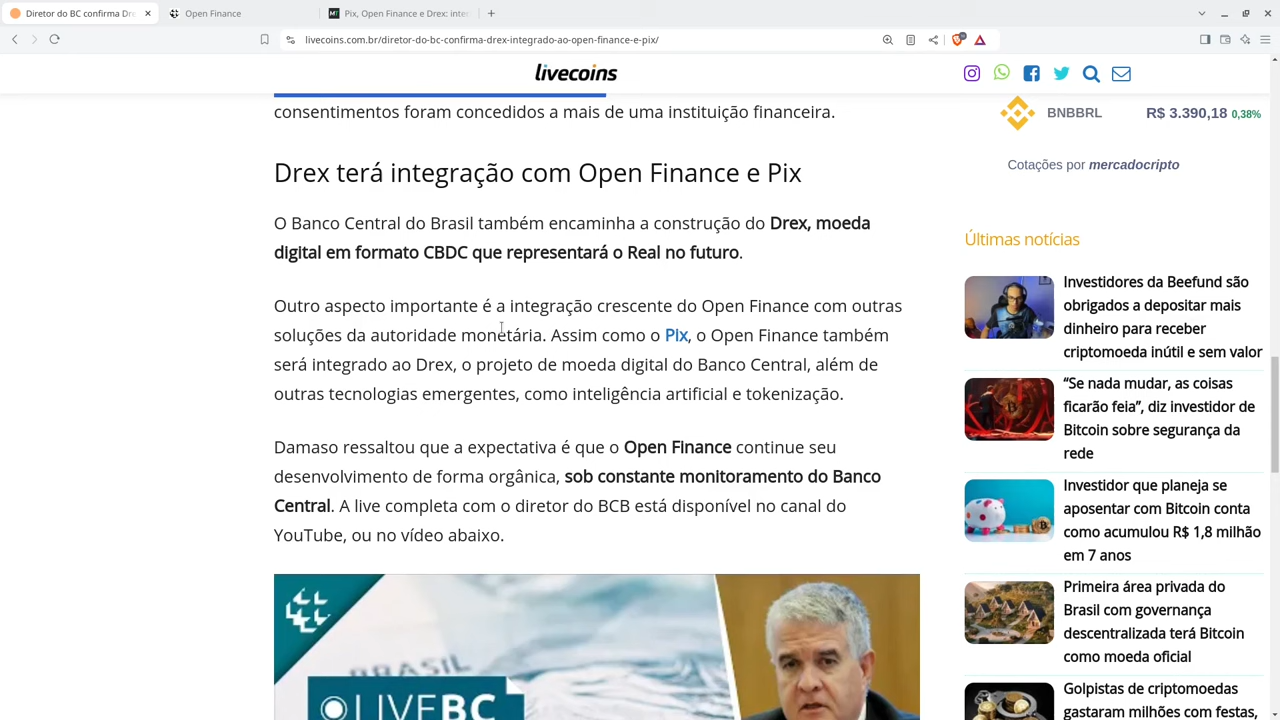 Diretor do BC confirma Dre
Open Finance
Pix, Open Finance e Drex: inte
livecoins.com.br/diretor-do-bc-confirma-drex-integrado-ao-open-finance-e-pix/
livecoins
consentimentos foram concedidos a mais de uma instituição financeira.
Drex terá integração com Open Finance e Pix
O Banco Central do Brasil também encaminha a construção do Drex, moeda
digital em formato CBDC que representará o Real no futuro.
Outro aspecto importante é a integração crescente do Open Finance com outras
soluções da autoridade monetária. Assim como o Pix, o Open Finance também
será integrado ao Drex, o projeto de moeda digital do Banco Central, além de
outras tecnologias emergentes, como inteligência artificial e tokenização.
Damaso ressaltou que a expectativa é que o Open Finance continue seu
desenvolvimento de forma orgânica, sob constante monitoramento do Banco
Central. A live completa com o diretor do BCB está disponível no canal do
YouTube, ou no vídeo abaixo.
BRASIL
LIVEBC
BNBBRL R$ 3.390,18 0,38%
Cotações por mercadocripto
Últimas notícias
Investidores da Beefund são
obrigados a depositar mais
dinheiro para receber
criptomoeda inútil e sem valor
“Se nada mudar, as coisas
ficarão feia”, diz investidor de
Bitcoin sobre segurança da
rede
Investidor que planeja se
aposentar com Bitcoin conta
como acumulou R$ 1,8 milhão
em 7 anos
Primeira área privada do
Brasil com governança
descentralizada terá Bitcoin
como moeda oficial
Golpistas de criptomoedas
gastaram milhões com festas,